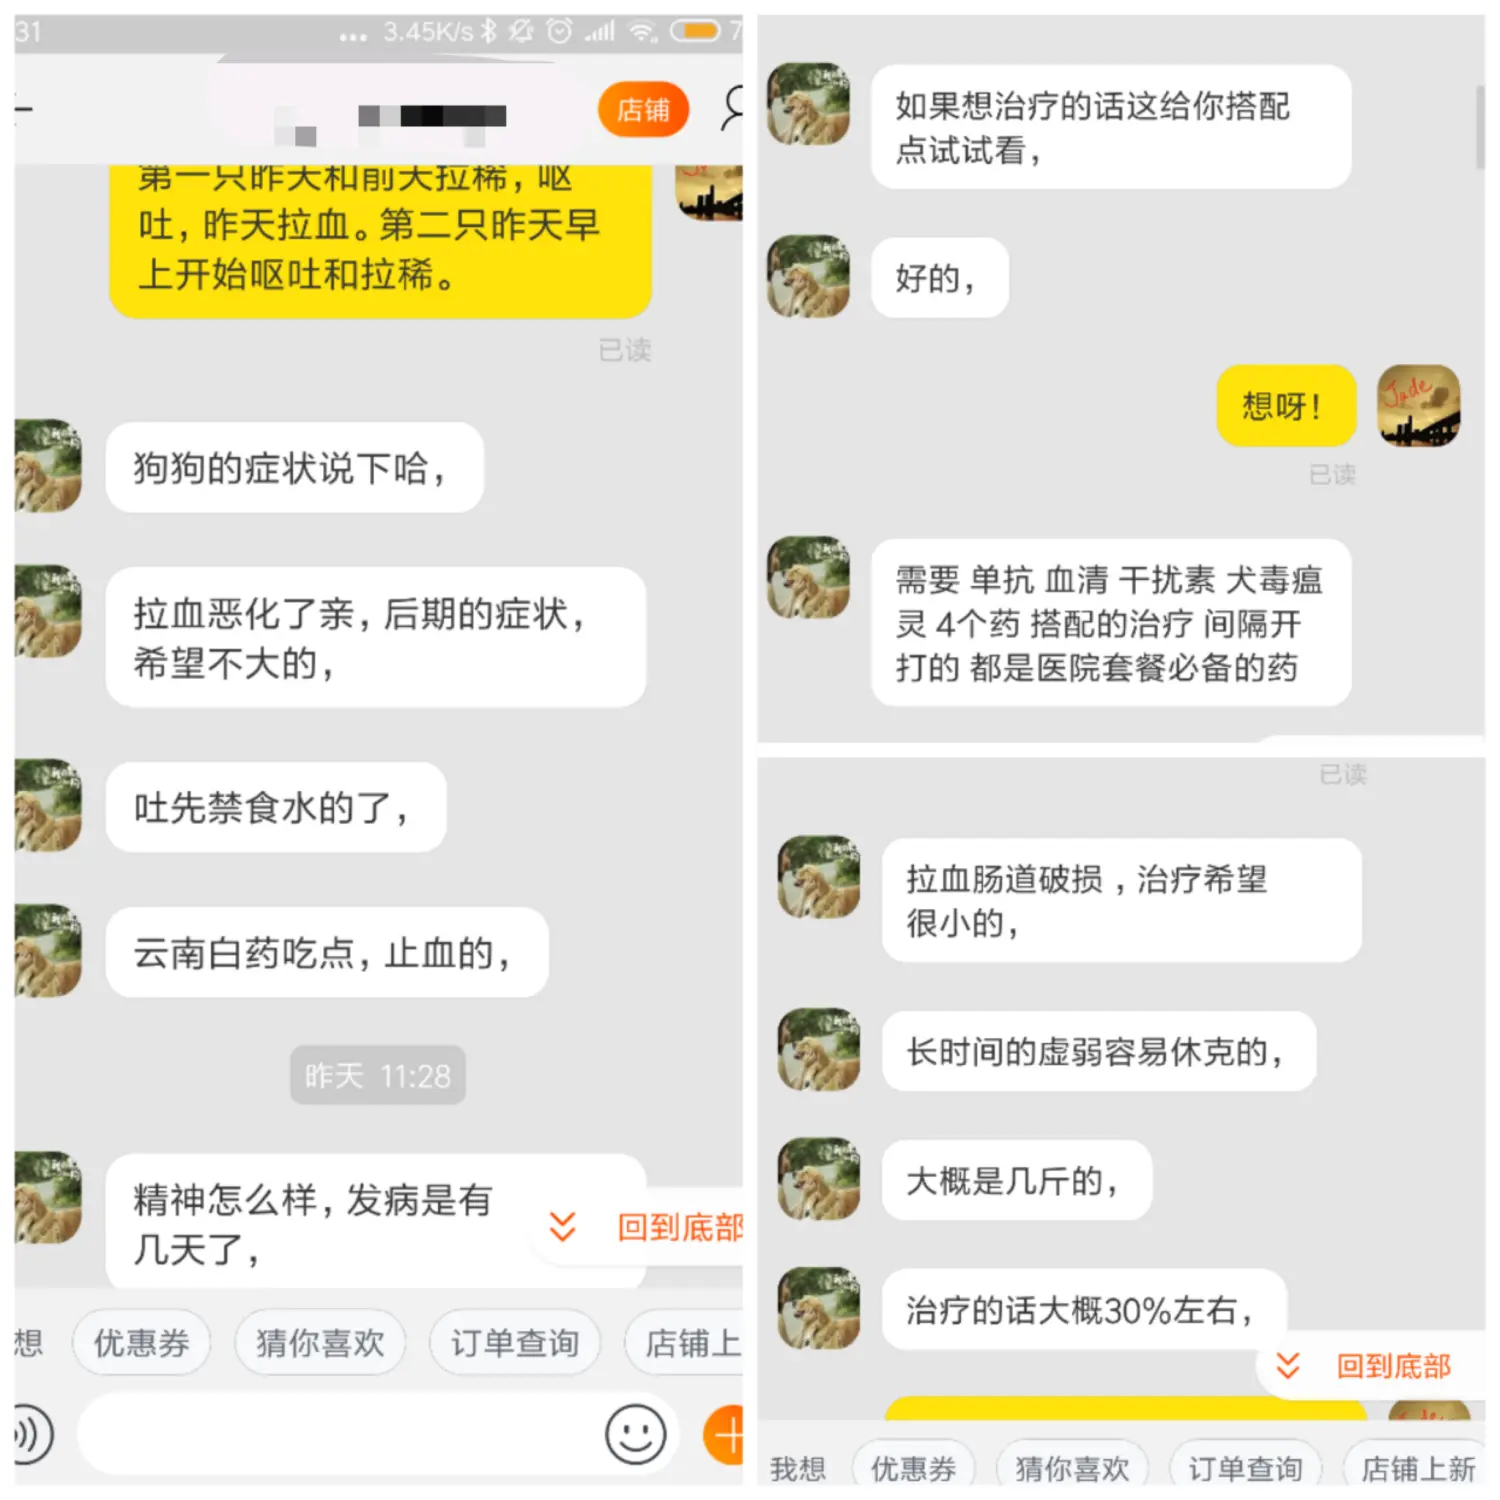 31
... 3.45K/s
7
店铺
第一只昨天和前天拉稀，呕
吐，昨天拉血。第二只昨天早
上开始呕吐和拉稀。
已读
狗狗的症状说下哈，
拉血恶化了亲，后期的症状，
希望不大的，
吐先禁食水的了，
云南白药吃点，止血的，
昨天 11:28
精神怎么样，发病是有
几天了，
回到底部
想 优惠券 猜你喜欢 订单查询 店铺上
如果想治疗的话这给你搭配
点试试看，
好的，
想呀！
Jade
已读
需要 单抗 血清 干扰素 犬毒瘟
灵 4个药 搭配的治疗 间隔开
打的 都是医院套餐必备的药
已读
拉血肠道破损，治疗希望
很小的，
长时间的虚弱容易休克的，
大概是几斤的，
治疗的话大概30%左右，
回到底部
我想 优惠券 猜你喜欢 订单查询 店铺上新